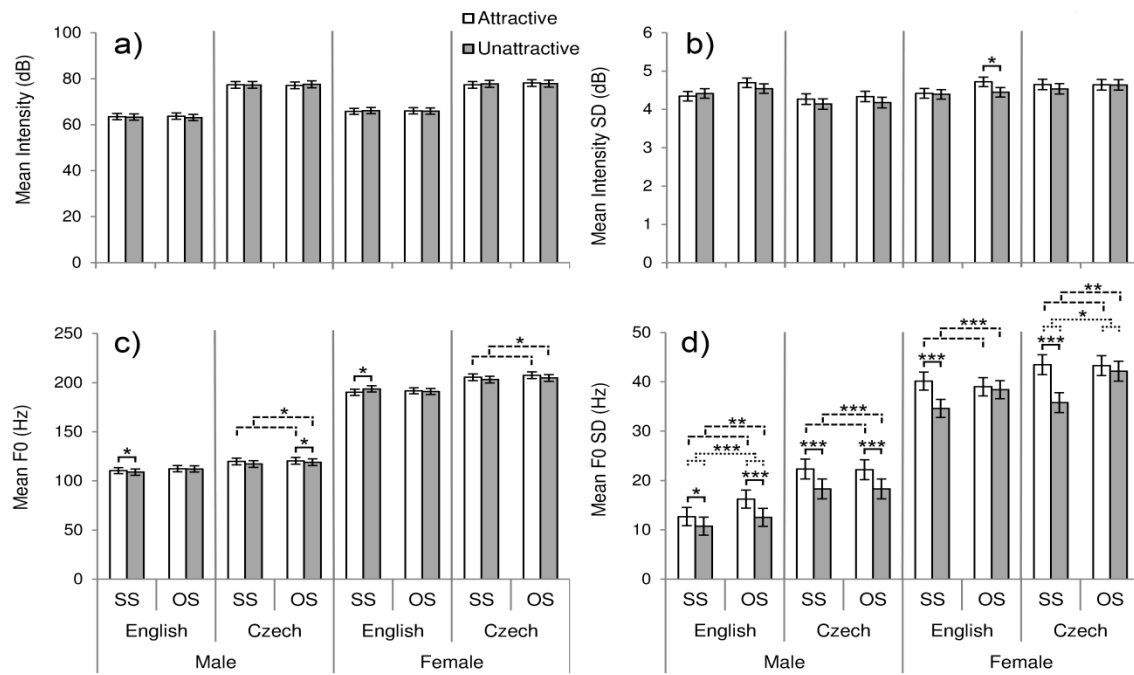 Attractive
Unattractive
a)
Mean Intensity (dB)
100
80
60
40
20
0
b)
Mean Intensity SD (dB)
6
5
4
3
2
1
0
*
c)
Mean F0 (Hz)
250
200
150
100
50
0
* * * * *
SS OS SS OS SS OS SS OS
English Czech English Czech
Male Female
d)
Mean F0 SD (Hz)
50
40
30
20
10
0
**
*** *
*** ***
** ***
*** *** ***
* ***
SS OS SS OS SS OS SS OS
English Czech English Czech
Male Female